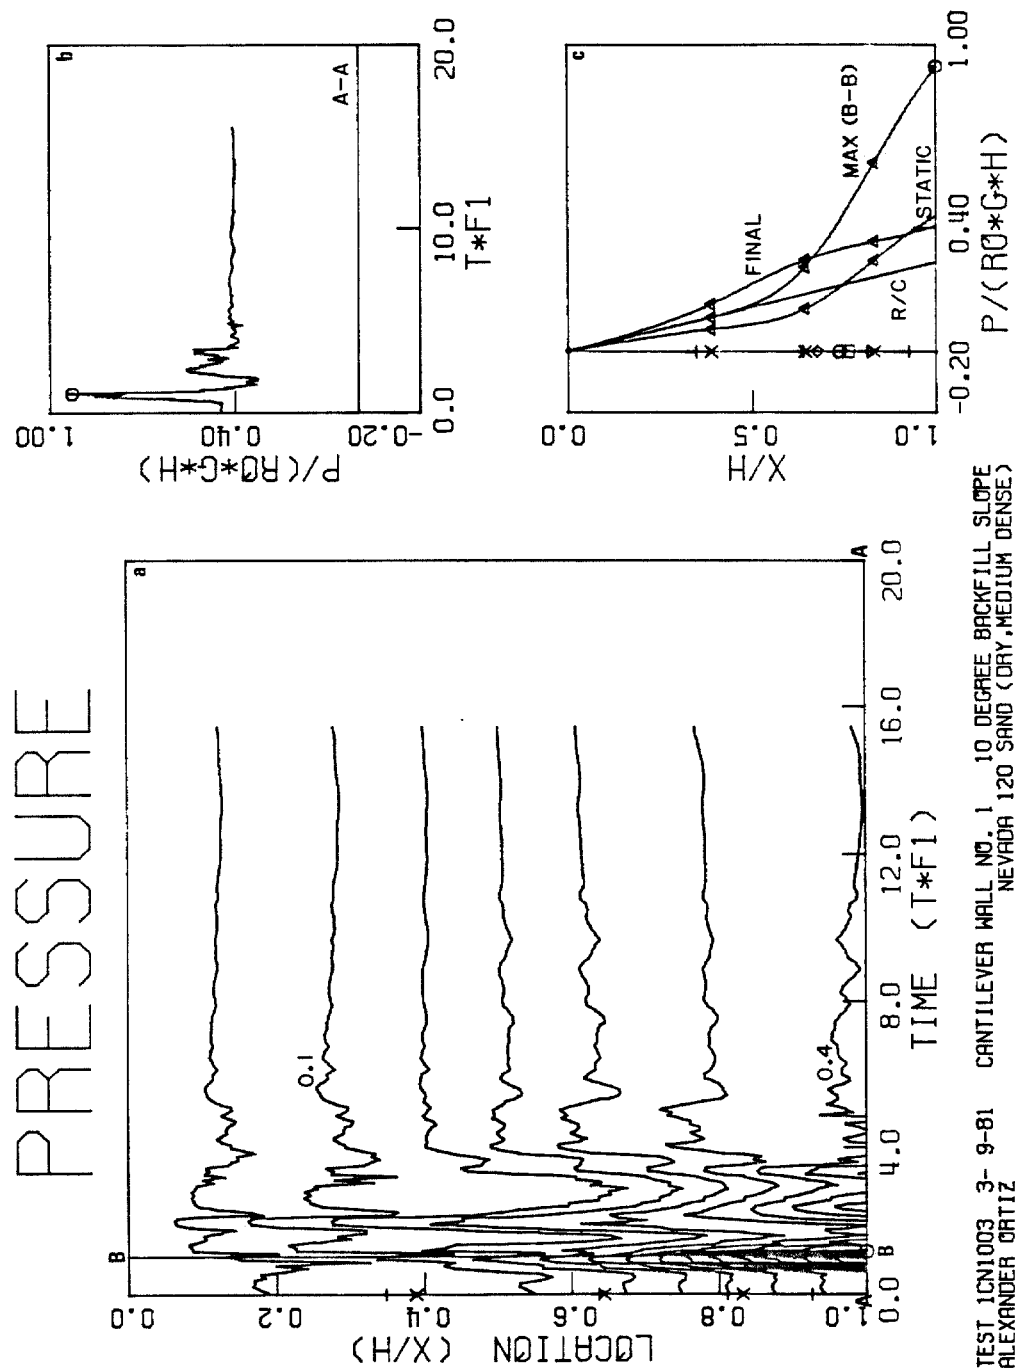 PRESSURE
a
LOCATION (X/H)
0.0
0.2
0.4
0.6
0.8
1.0
B
B
A
A
0.1
0.4
0.0
4.0
8.0
12.0
16.0
20.0
TIME (T*F1)
b
P/(RO*G*H)
1.00
0.40
-0.20
A-A
0.0
10.0
20.0
T*F1
c
X/H
0.0
0.5
1.0
FINAL
MAX (B-B)
R/C
STATIC
-0.20
0.40
1.00
P/(RO*G*H)
TEST 1CN1003 3- 9-81 CANTILEVER WALL NO. 1 10 DEGREE BACKFILL SLOPE
ALEXANDER ORTIZ NEVADA 120 SAND (DRY,MEDIUM DENSE)